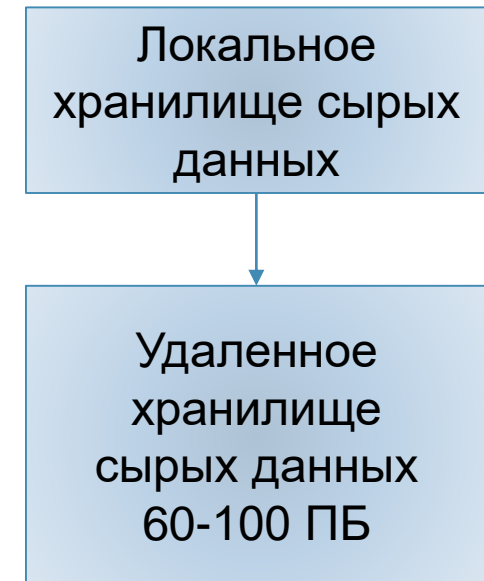 Локальное
хранилище сырых
данных
Удаленное
хранилище
сырых данных
60-100 ПБ